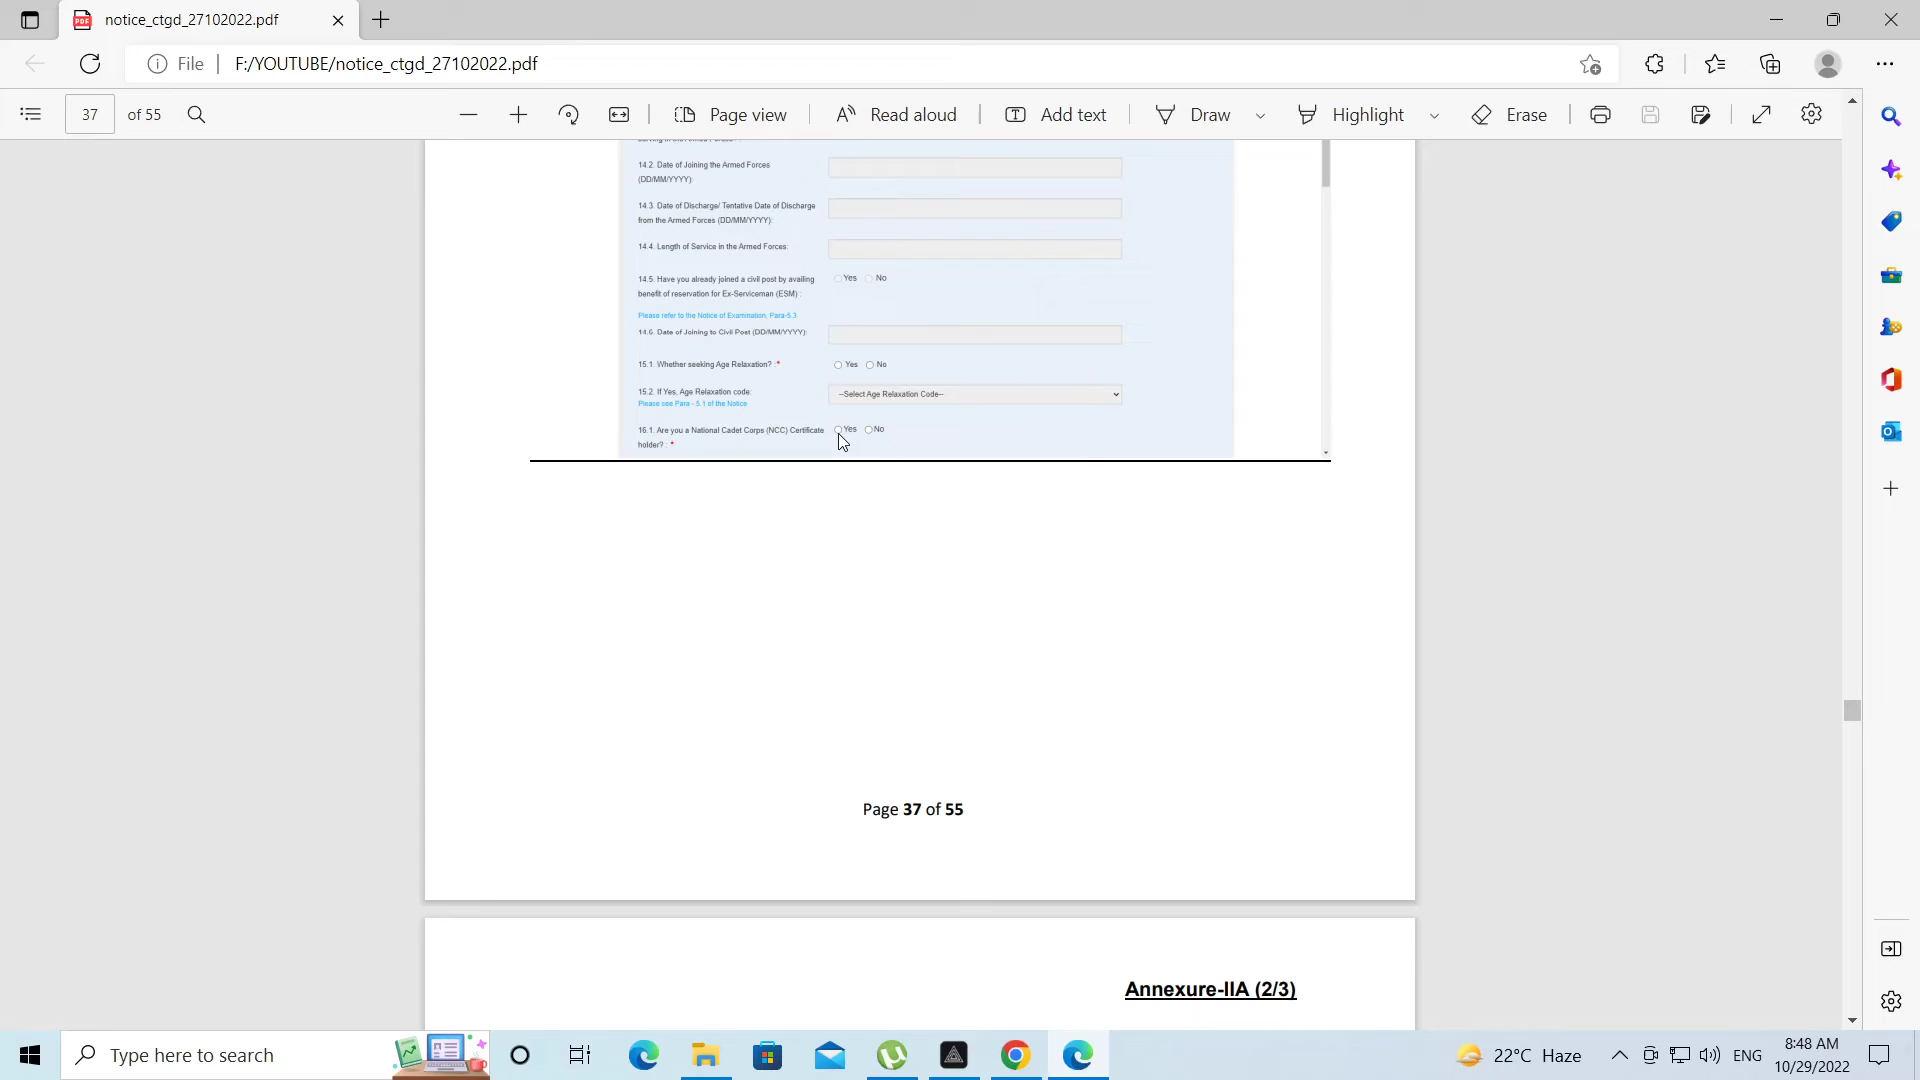 notice_ctgd_27102022.pdf
File
F:/YOUTUBE/notice_ctgd_27102022.pdf
37 of 55
Page view
Read aloud
Add text
Draw
Highlight
Erase
14.2. Date of Joining the Armed Forces
(DD/MM/YYYY):
14.3. Date of Discharge/ Tentative Date of Discharge
from the Armed Forces (DD/MM/YYYY):
14.4. Length of Service in the Armed Forces:
14.5. Have you already joined a civil post by availing Yes No
benefit of reservation for Ex-Serviceman (ESM) :
Please refer to the Notice of Examination, Para-5.3
14.6. Date of Joining to Civil Post (DD/MM/YYYY):
15.1. Whether seeking Age Relaxation? :* Yes No
15.2. If Yes, Age Relaxation code: --Select Age Relaxation Code--
Please see Para - 5.1 of the Notice
16.1. Are you a National Cadet Corps (NCC) Certificate Yes No
holder? : *
Page 37 of 55
Annexure-IIA (2/3)
Type here to search
22°C Haze
ENG
8:48 AM
10/29/2022